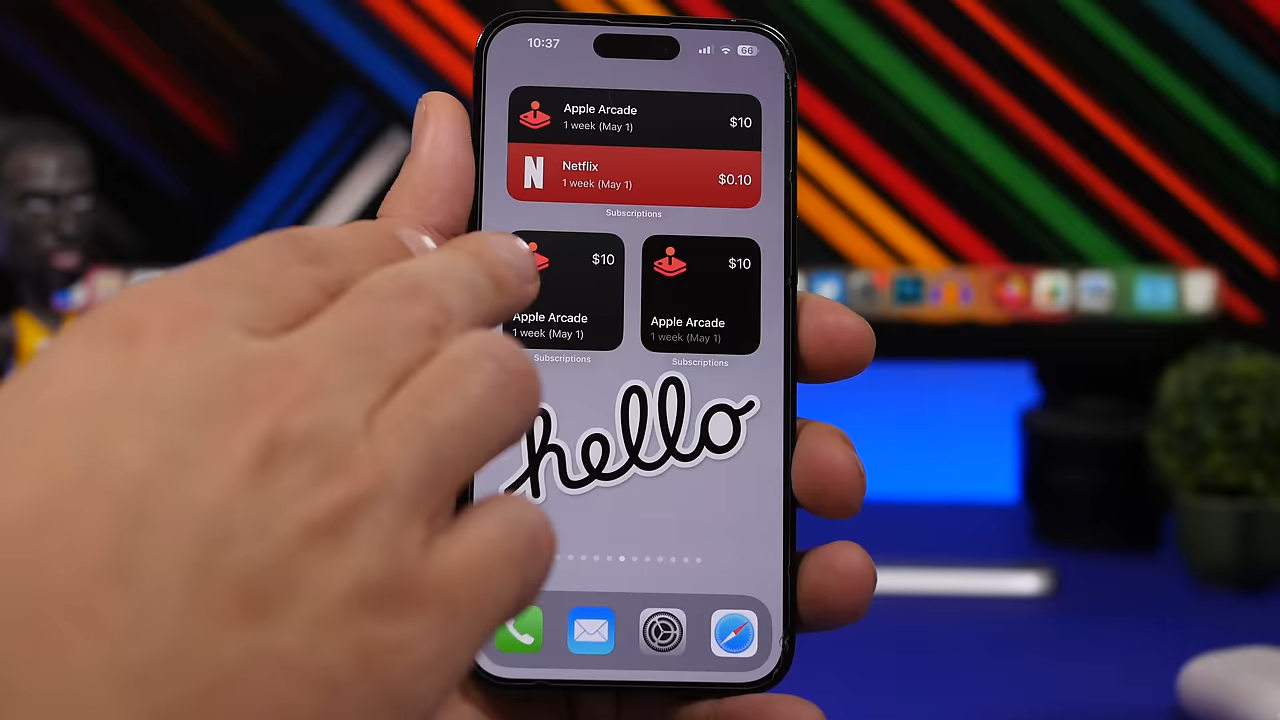 10:37
66
Apple Arcade
1 week (May 1)
$10
N
Netflix
1 week (May 1)
$0.10
Subscriptions
$10
Apple Arcade
1 week (May 1)
Subscriptions
$10
Apple Arcade
1 week (May 1)
Subscriptions
hello